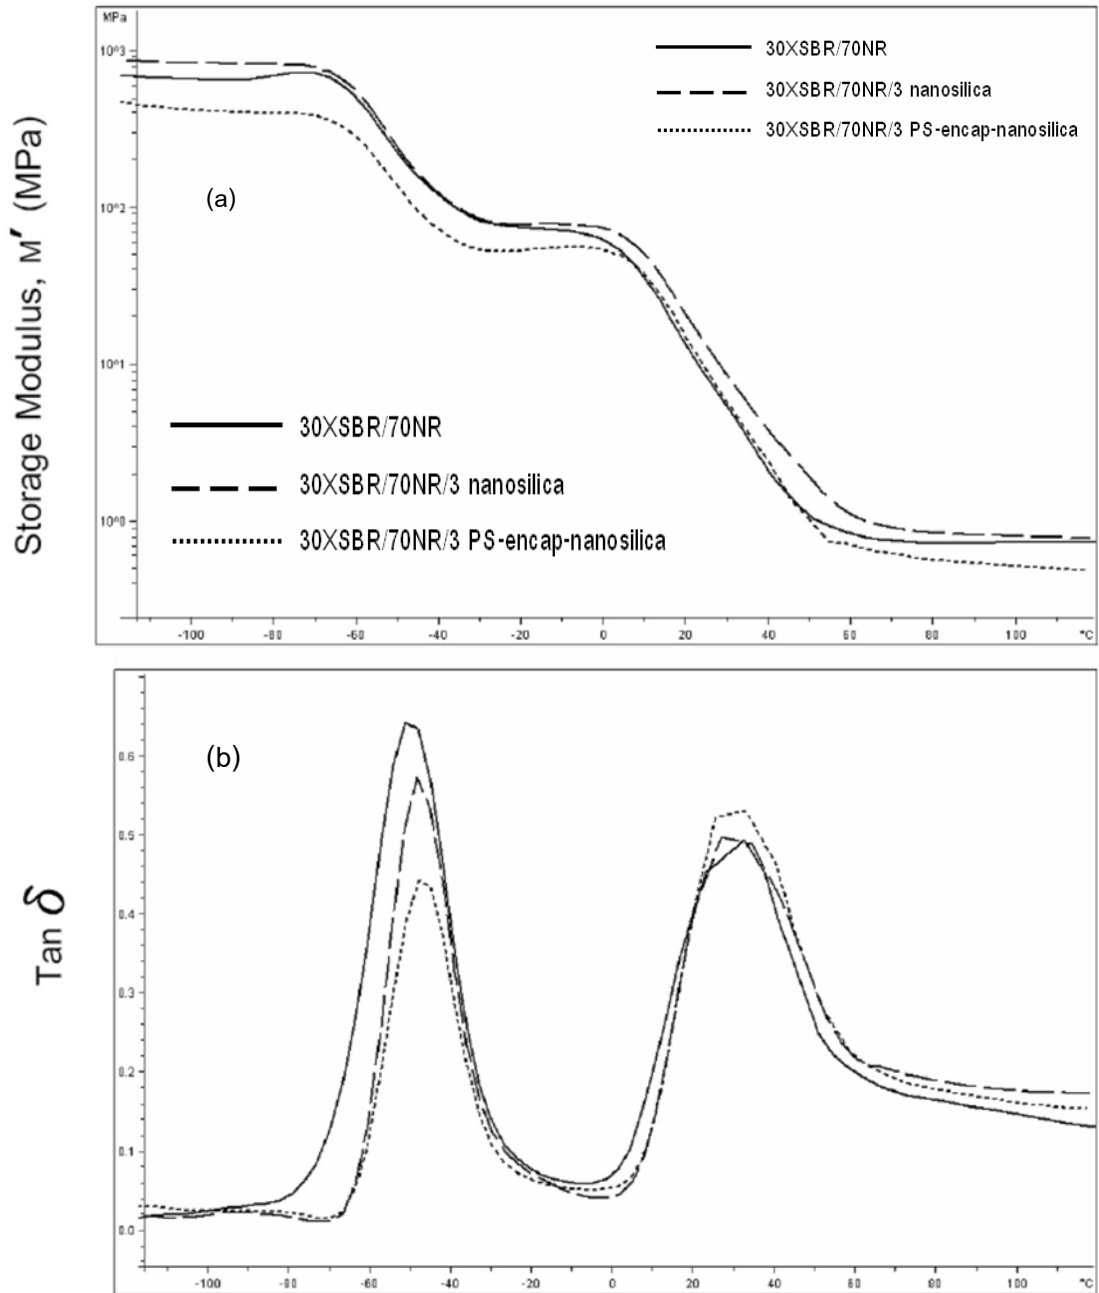 MPa
10^3
30XSBR/70NR
30XSBR/70NR/3 nanosilica
30XSBR/70NR/3 PS-encap-nanosilica
(a)
10^2
Storage Modulus, M′ (MPa)
10^1
30XSBR/70NR
30XSBR/70NR/3 nanosilica
30XSBR/70NR/3 PS-encap-nanosilica
10^0
-100 -80 -60 -40 -20 0 20 40 60 80 100 °C
(b)
0.6
0.5
0.4
Tan δ
0.3
0.2
0.1
0.0
-100 -80 -60 -40 -20 0 20 40 60 80 100 °C